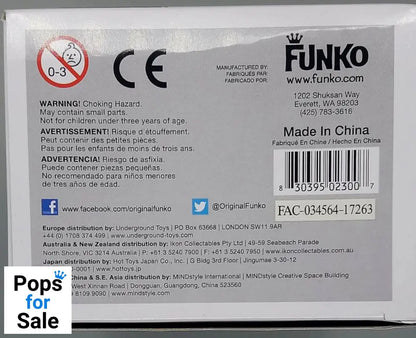 0-3
CE
MANUFACTURED BY:
FABRIQUÉ PAR:
FABRICADO POR:
FUNKO
www.funko.com
1202 Shuksan Way
Everett, WA 98203
(425) 783-3616
WARNING! Choking Hazard.
May contain small parts.
Not for children under three years of age.
AVERTISSEMENT! Risque d'étouffement.
Peut contenir des petites pièces.
Pas pour les enfants de moins de trois ans.
ADVERTENCIA! Riesgo de asfixia.
Puede contener piezas pequeñas.
No recomendado para niños menores
de tres años de edad.
Made In China
Fabriqué En Chine / Hecho En China
8 30395 02300 7
www.facebook.com/originalfunko
@OriginalFunko
FAC-034564-17263
Europe distribution by: Underground Toys | PO Box 63668 | LONDON SW11 9AR
+44 (0) 1708 374 499 | www.underground-toys.com
Australia & New Zealand distribution by: Ikon Collectables Pty Ltd | 49-59 Seabeach Parade
North Shore, VIC 3214 Australia | P: +61 3 5240 7900 | F: +61 3 5240 7950 | www.ikoncollectables.com.au
Japan distribution by: Hot Toys Japan Co., Inc. | G Bldg 3rd Floor | Jingumae 3-30-12
-0001 | www.hottoys.jp
China & S.E. Asia distribution by: MINDstyle International | MINDstyle Creative Space Building
West Xinnan Road | Dongguan, Guangdong, China 523560
8109 9090 | www.mindstyle.com
Pops
for
Sale